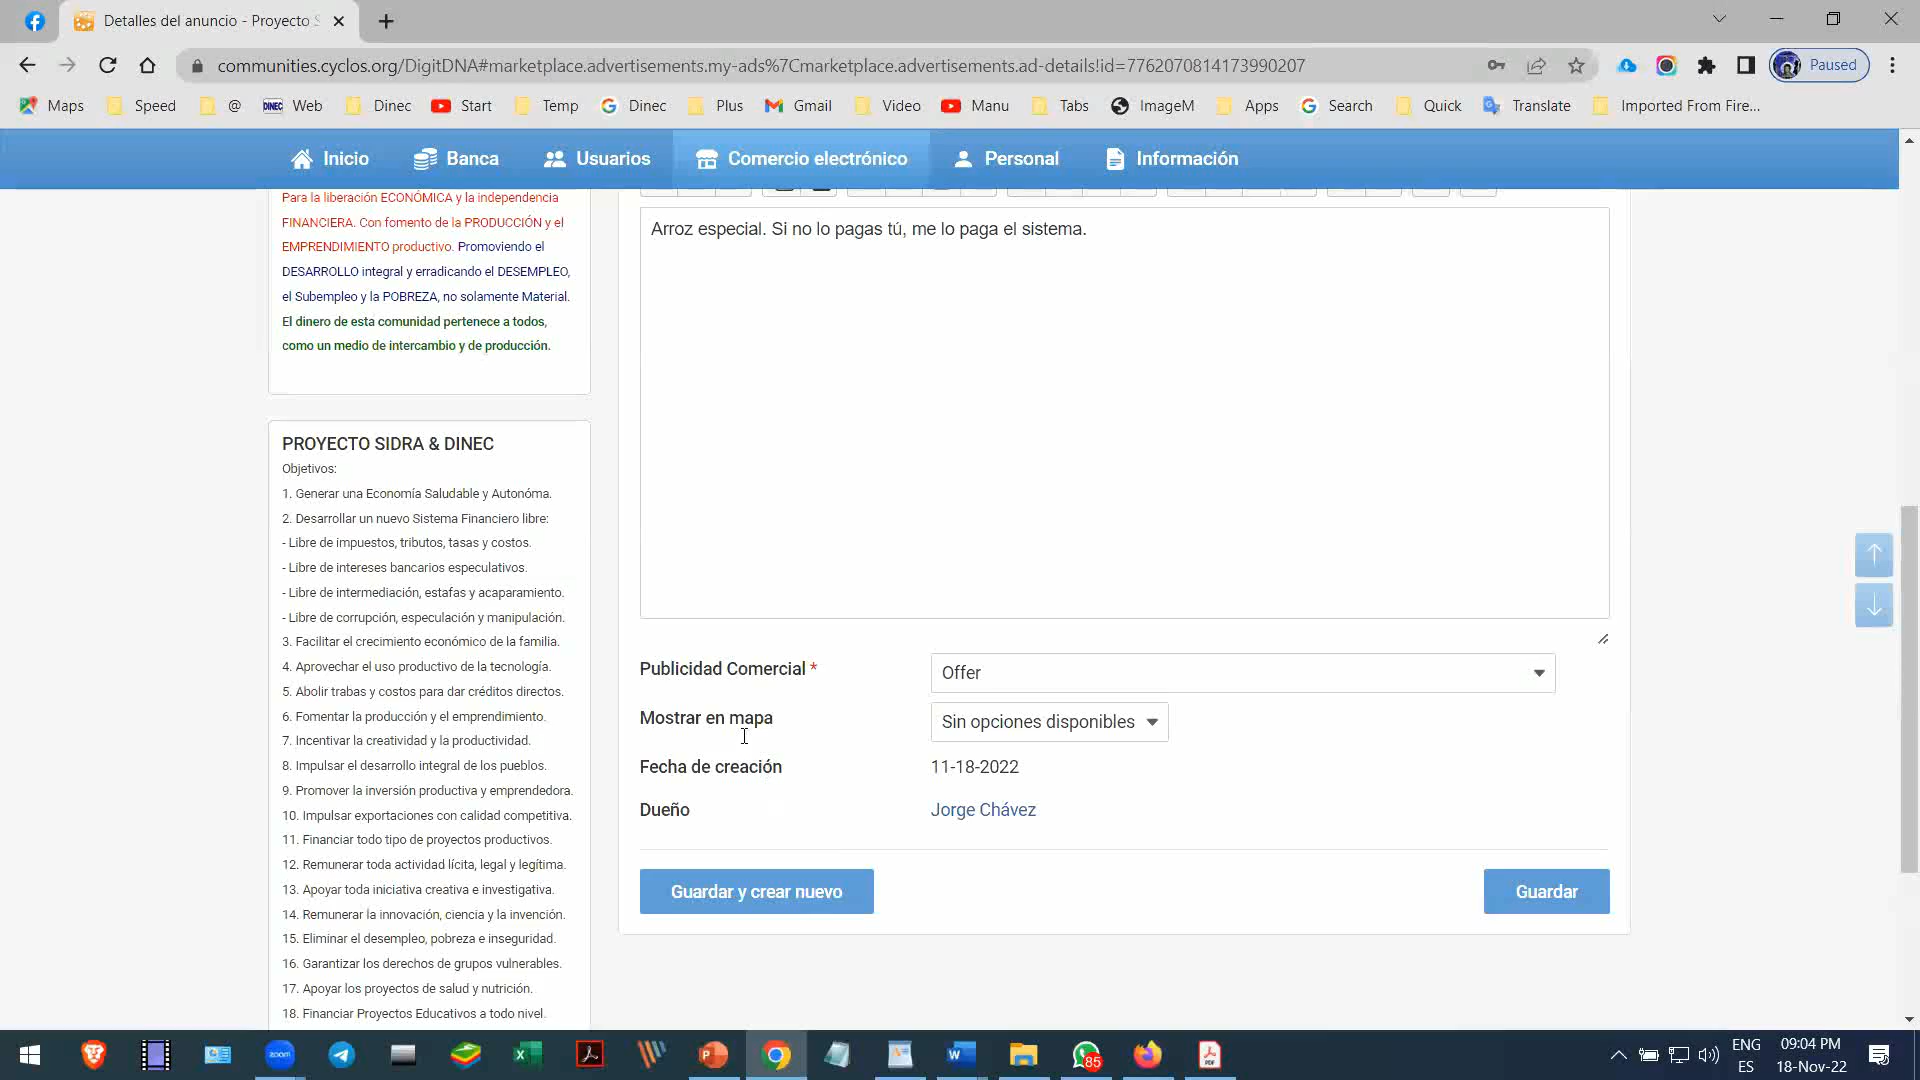 Detalles del anuncio - Proyecto S
communities.cyclos.org/DigitDNA#marketplace.advertisements.my-ads%7Cmarketplace.advertisements.ad-details!id=7762070814173990207
Paused
Maps
Speed
@
DINEC
Web
Dinec
Start
Temp
Dinec
Plus
Gmail
Video
Manu
Tabs
ImageM
Apps
Search
Quick
Translate
Imported From Fire...
Inicio
Banca
Usuarios
Comercio electrónico
Personal
Información
Para la liberación ECONÓMICA y la independencia
FINANCIERA. Con fomento de la PRODUCCIÓN y el
EMPRENDIMIENTO productivo. Promoviendo el
DESARROLLO integral y erradicando el DESEMPLEO,
el Subempleo y la POBREZA, no solamente Material.
El dinero de esta comunidad pertenece a todos,
como un medio de intercambio y de producción.
PROYECTO SIDRA & DINEC
Objetivos:
1. Generar una Economía Saludable y Autonóma.
2. Desarrollar un nuevo Sistema Financiero libre:
- Libre de impuestos, tributos, tasas y costos.
- Libre de intereses bancarios especulativos.
- Libre de intermediación, estafas y acaparamiento.
- Libre de corrupción, especulación y manipulación.
3. Facilitar el crecimiento económico de la familia.
4. Aprovechar el uso productivo de la tecnología.
5. Abolir trabas y costos para dar créditos directos.
6. Fomentar la producción y el emprendimiento.
7. Incentivar la creatividad y la productividad.
8. Impulsar el desarrollo integral de los pueblos.
9. Promover la inversión productiva y emprendedora.
10. Impulsar exportaciones con calidad competitiva.
11. Financiar todo tipo de proyectos productivos.
12. Remunerar toda actividad lícita, legal y legítima.
13. Apoyar toda iniciativa creativa e investigativa.
14. Remunerar la innovación, ciencia y la invención.
15. Eliminar el desempleo, pobreza e inseguridad.
16. Garantizar los derechos de grupos vulnerables.
17. Apoyar los proyectos de salud y nutrición.
18. Financiar Proyectos Educativos a todo nivel.
Arroz especial. Si no lo pagas tú, me lo paga el sistema.
Publicidad Comercial *
Offer
Mostrar en mapa
Sin opciones disponibles
Fecha de creación
11-18-2022
Dueño
Jorge Chávez
Guardar y crear nuevo
Guardar
zoom
85
ENG
ES
09:04 PM
18-Nov-22